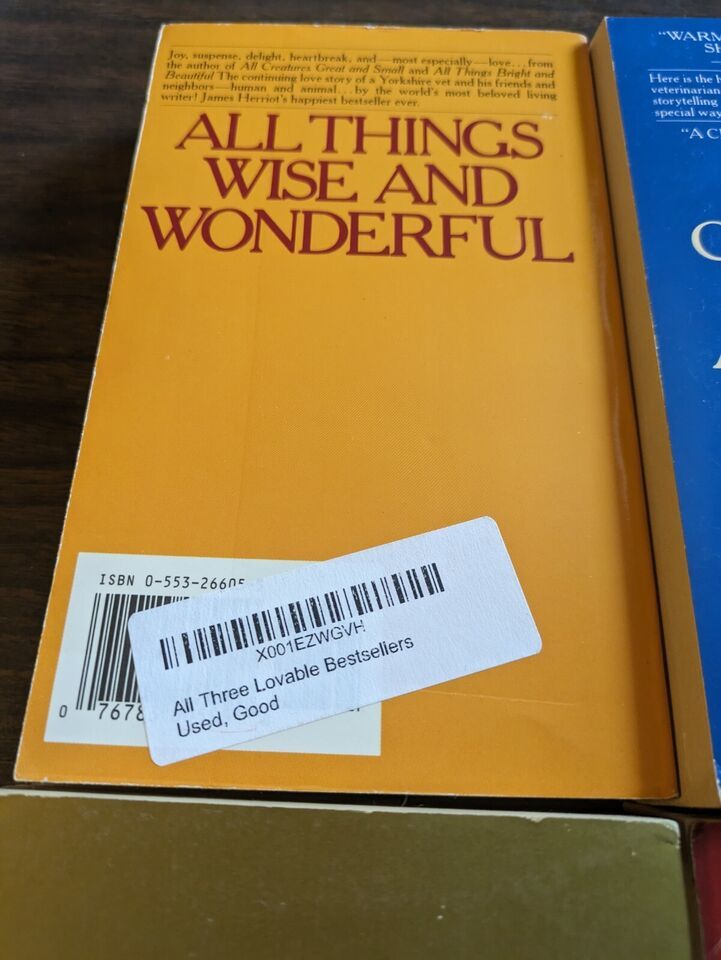 Joy, suspense, delight, heartbreak, and—most especially—love...from
the author of All Creatures Great and Small and All Things Bright and
Beautiful The continuing love story of a Yorkshire vet and his friends and
neighbors—human and animal...by the world's most beloved living
writer! James Herriot's happiest bestseller ever.
ALL THINGS
WISE AND
WONDERFUL
ISBN 0-553-26605
0 7678
X001EZWGVH
All Three Lovable Bestsellers
Used, Good
"WARM
Here is the
veterinarian
storytelling
special way
"A